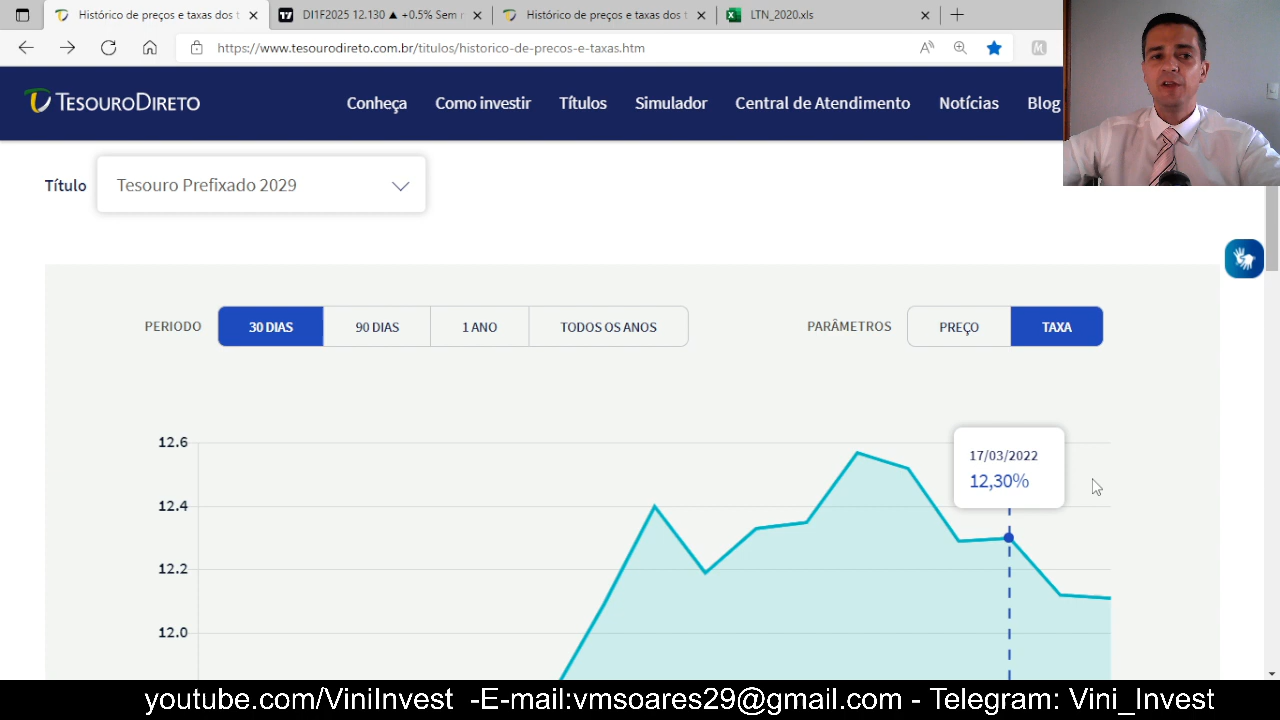 Histórico de preços e taxas dos t
DI1F2025 12.130 ▲ +0.5% Sem r
Histórico de preços e taxas dos t
LTN_2020.xls
https://www.tesourodireto.com.br/titulos/historico-de-precos-e-taxas.htm
TESOURODIRETO
Conheça
Como investir
Títulos
Simulador
Central de Atendimento
Notícias
Blog
Título
Tesouro Prefixado 2029
PERIODO
30 DIAS
90 DIAS
1 ANO
TODOS OS ANOS
PARÂMETROS
PREÇO
TAXA
12.6
17/03/2022
12,30%
12.4
12.2
12.0
youtube.com/ViniInvest -E-mail:vmsoares29@gmail.com - Telegram: Vini_Invest